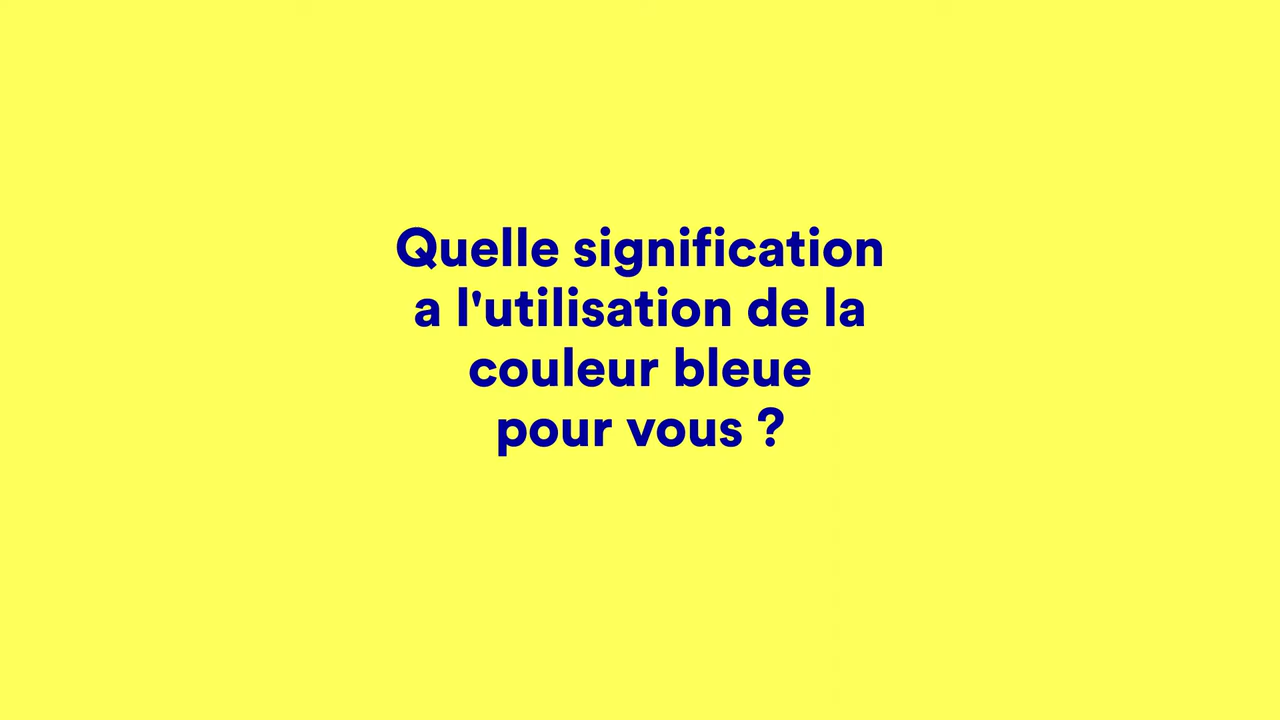 Quelle signification
a l'utilisation de la
couleur bleue
pour vous ?